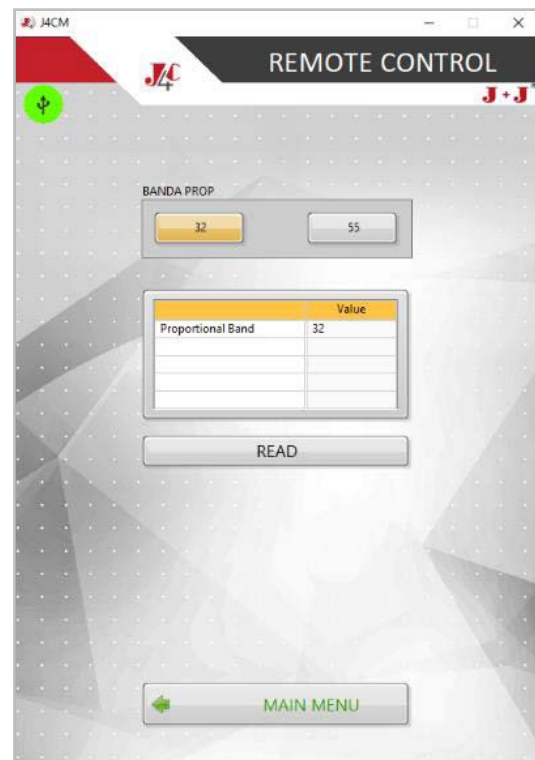 J4CM
J4C
REMOTE CONTROL
J+J
BANDA PROP
32 55
Value
Proportional Band 32
READ
MAIN MENU